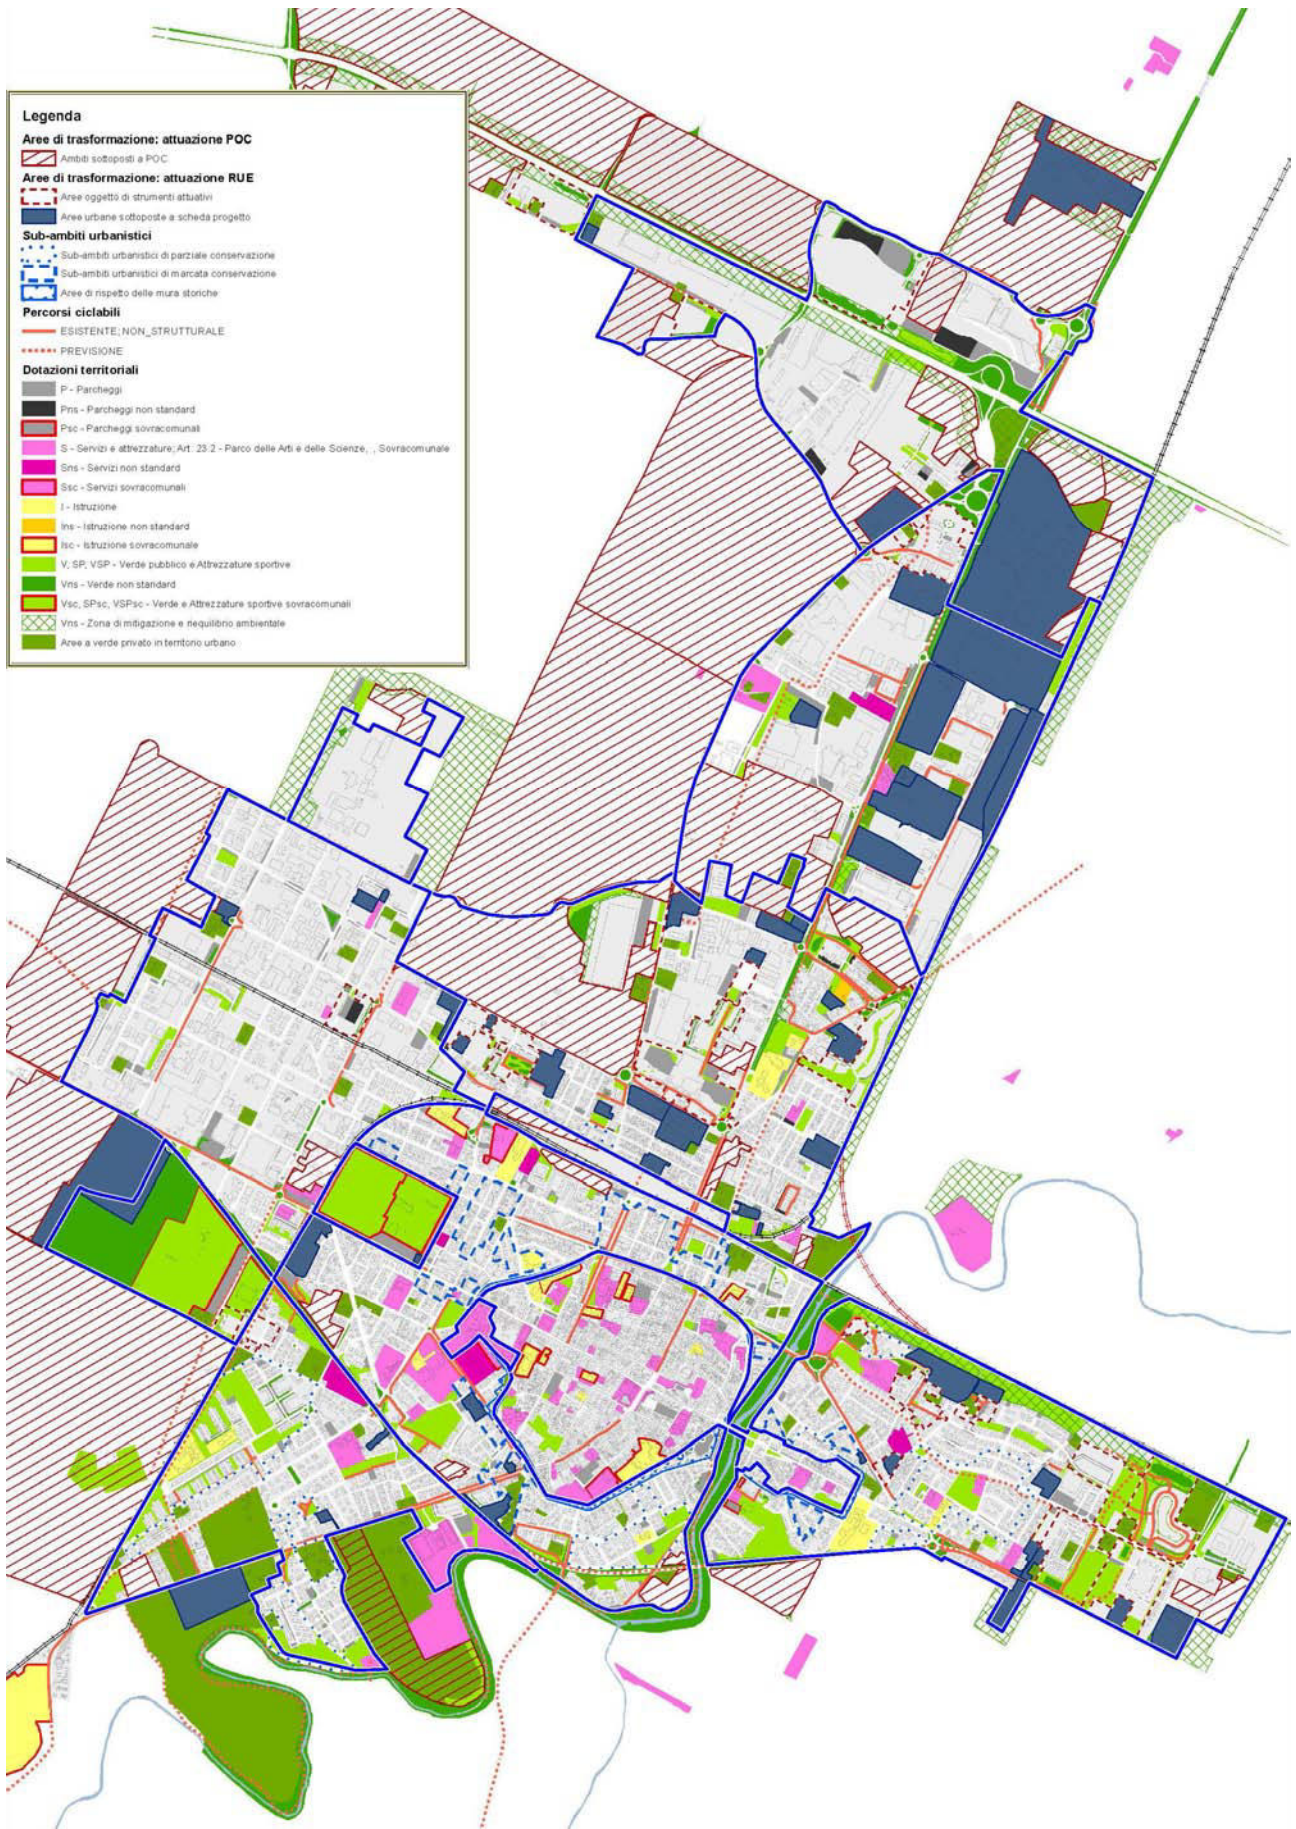 Legenda
Aree di trasformazione: attuazione POC
Ambiti sottoposti a POC
Aree di trasformazione: attuazione RUE
Aree oggetto di strumenti attuativi
Aree urbane sottoposte a scheda progetto
Sub-ambiti urbanistici
Sub-ambiti urbanistici di parziale conservazione
Sub-ambiti urbanistici di marcata conservazione
Aree di rispetto delle mura storiche
Percorsi ciclabili
ESISTENTE; NON_STRUTTURALE
PREVISIONE
Dotazioni territoriali
P - Parcheggi
Pns - Parcheggi non standard
Psc - Parcheggi sovracomunali
S - Servizi e attrezzature; Art. 23.2 - Parco delle Arti e delle Scienze, , Sovracomunale
Sns - Servizi non standard
Ssc - Servizi sovracomunali
I - Istruzione
Ins - Istruzione non standard
Isc - Istruzione sovracomunale
V, SP, VSP - Verde pubblico e Attrezzature sportive
Vns - Verde non standard
Vsc, SPsc, VSPsc - Verde e Attrezzature sportive sovracomunali
Vns - Zona di mitigazione e riequilibrio ambientale
Aree a verde privato in territorio urbano